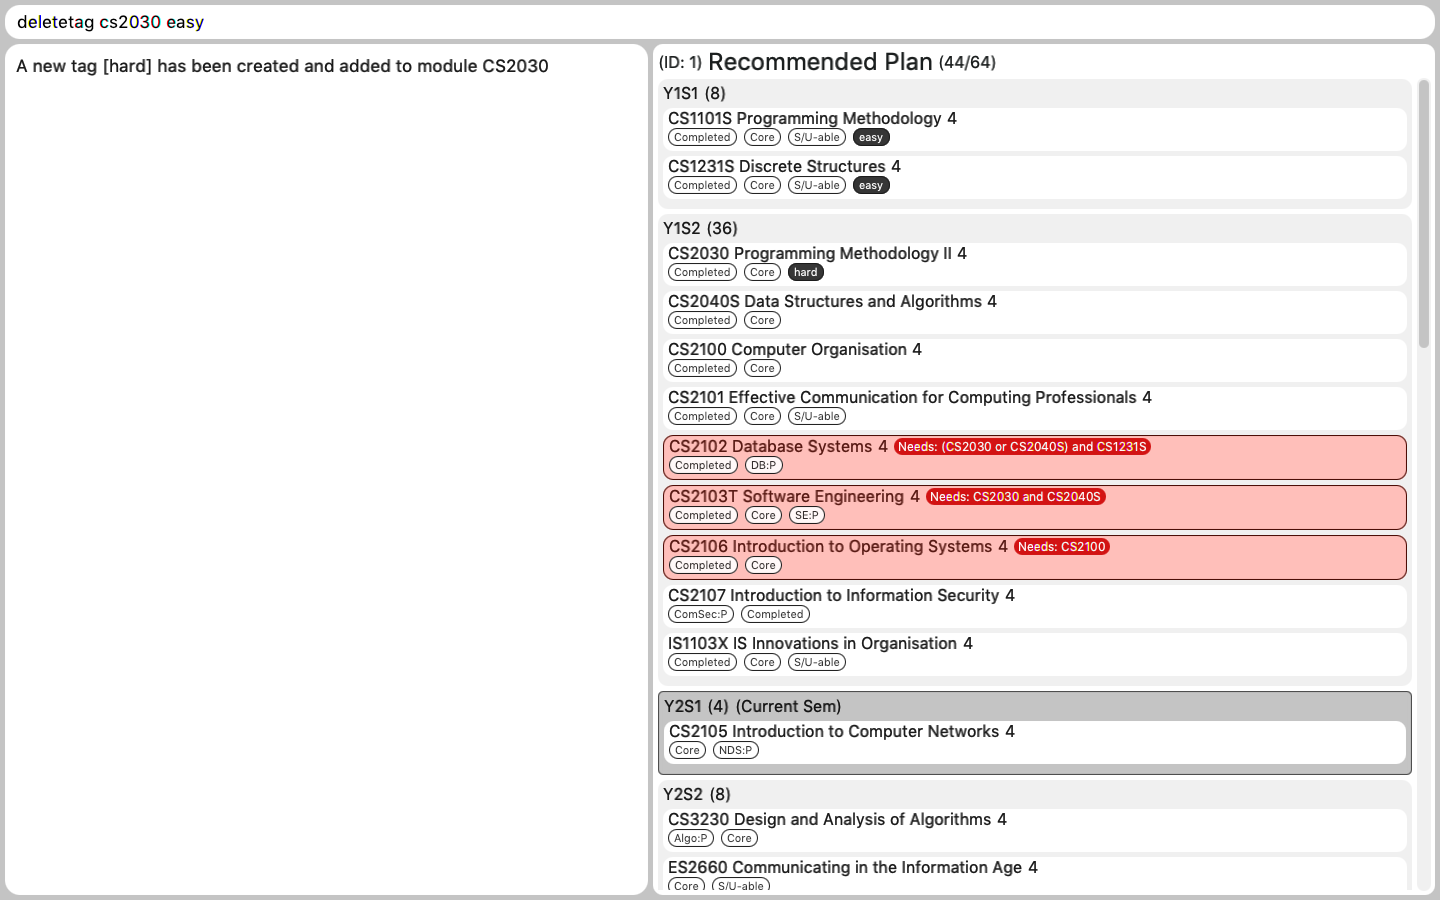 deletetag cs2030 easy
A new tag [hard] has been created and added to module CS2030
(ID: 1) Recommended Plan (44/64)
Y1S1 (8)
CS1101S Programming Methodology 4
Completed Core S/U-able easy
CS1231S Discrete Structures 4
Completed Core S/U-able easy
Y1S2 (36)
CS2030 Programming Methodology II 4
Completed Core hard
CS2040S Data Structures and Algorithms 4
Completed Core
CS2100 Computer Organisation 4
Completed Core
CS2101 Effective Communication for Computing Professionals 4
Completed Core S/U-able
CS2102 Database Systems 4 Needs: (CS2030 or CS2040S) and CS1231S
Completed DB:P
CS2103T Software Engineering 4 Needs: CS2030 and CS2040S
Completed Core SE:P
CS2106 Introduction to Operating Systems 4 Needs: CS2100
Completed Core
CS2107 Introduction to Information Security 4
ComSec:P Completed
IS1103X IS Innovations in Organisation 4
Completed Core S/U-able
Y2S1 (4) (Current Sem)
CS2105 Introduction to Computer Networks 4
Core NDS:P
Y2S2 (8)
CS3230 Design and Analysis of Algorithms 4
Algo:P Core
ES2660 Communicating in the Information Age 4
Core S/U-able